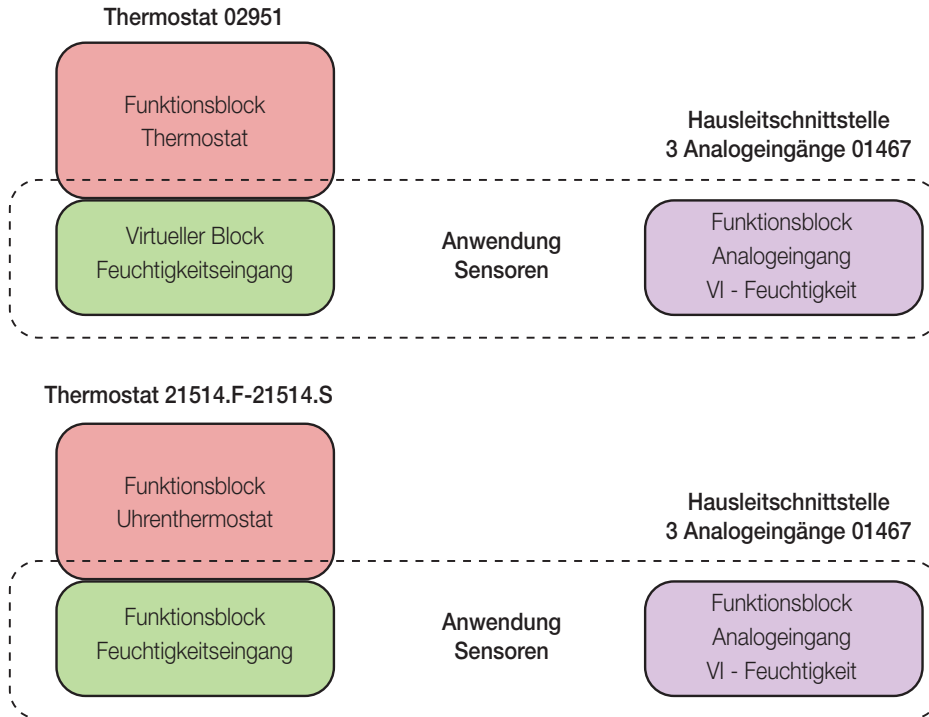 Thermostat 02951
Funktionsblock
Thermostat
Hausleitschnittstelle
3 Analogeingänge 01467
Virtueller Block
Feuchtigkeitseingang
Anwendung
Sensoren
Funktionsblock
Analogeingang
VI - Feuchtigkeit
Thermostat 21514.F-21514.S
Funktionsblock
Uhrenthermostat
Hausleitschnittstelle
3 Analogeingänge 01467
Funktionsblock
Feuchtigkeitseingang
Anwendung
Sensoren
Funktionsblock
Analogeingang
VI - Feuchtigkeit